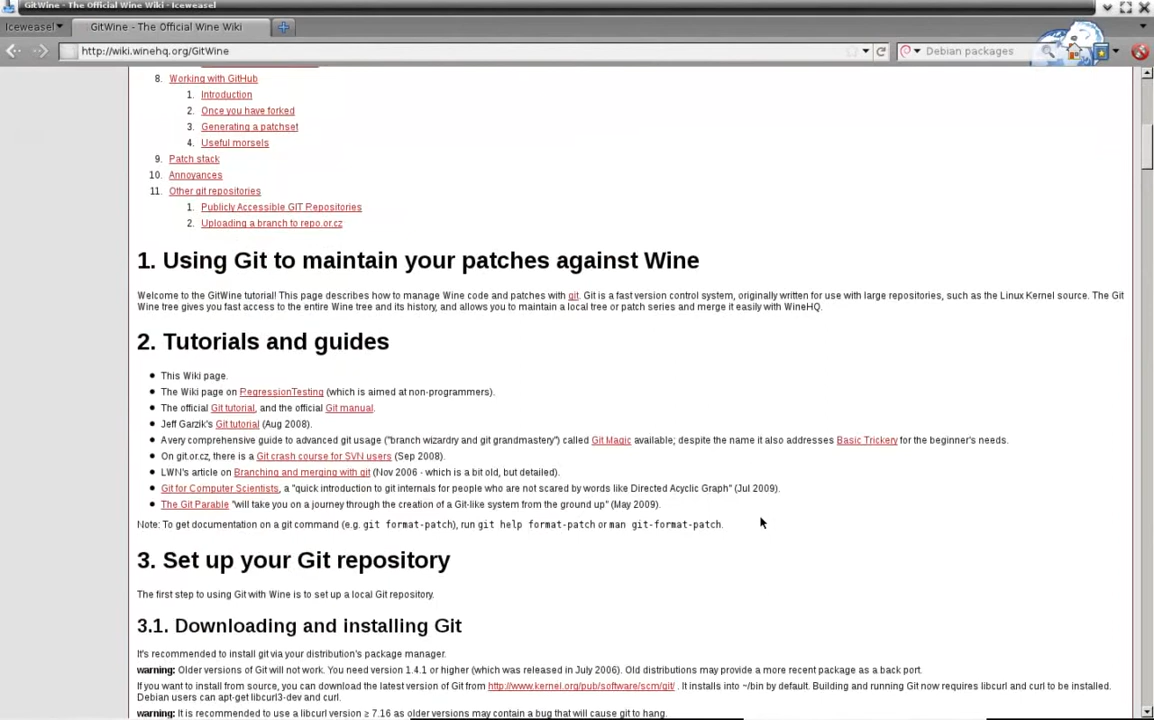 GitWine - The Official Wine Wiki - Iceweasel
Iceweasel
GitWine - The Official Wine Wiki
http://wiki.winehq.org/GitWine
Debian packages
8. Working with GitHub
1. Introduction
2. Once you have forked
3. Generating a patchset
4. Useful morsels
9. Patch stack
10. Annoyances
11. Other git repositories
1. Publicly Accessible GIT Repositories
2. Uploading a branch to repo.or.cz
1. Using Git to maintain your patches against Wine
Welcome to the GitWine tutorial! This page describes how to manage Wine code and patches with git. Git is a fast version control system, originally written for use with large repositories, such as the Linux Kernel source. The Git
Wine tree gives you fast access to the entire Wine tree and its history, and allows you to maintain a local tree or patch series and merge it easily with WineHQ.
2. Tutorials and guides
This Wiki page.
The Wiki page on RegressionTesting (which is aimed at non-programmers).
The official Git tutorial, and the official Git manual.
Jeff Garzik's Git tutorial (Aug 2008).
A very comprehensive guide to advanced git usage ("branch wizardry and git grandmastery") called Git Magic available; despite the name it also addresses Basic Trickery for the beginner's needs.
On git.or.cz, there is a Git crash course for SVN users (Sep 2008).
LWN's article on Branching and merging with git (Nov 2006 - which is a bit old, but detailed).
Git for Computer Scientists, a "quick introduction to git internals for people who are not scared by words like Directed Acyclic Graph" (Jul 2009).
The Git Parable "will take you on a journey through the creation of a Git-like system from the ground up" (May 2009).
Note: To get documentation on a git command (e.g. git format-patch), run git help format-patch or man git-format-patch.
3. Set up your Git repository
The first step to using Git with Wine is to set up a local Git repository.
3.1. Downloading and installing Git
It's recommended to install git via your distribution's package manager.
warning: Older versions of Git will not work. You need version 1.4.1 or higher (which was released in July 2006). Old distributions may provide a more recent package as a back port.
If you want to install from source, you can download the latest version of Git from http://www.kernel.org/pub/software/scm/git/ . It installs into ~/bin by default. Building and running Git now requires libcurl and curl to be installed.
Debian users can apt-get libcurl3-dev and curl.
warning: It is recommended to use a libcurl version ≥ 7.16 as older versions may contain a bug that will cause git to hang.